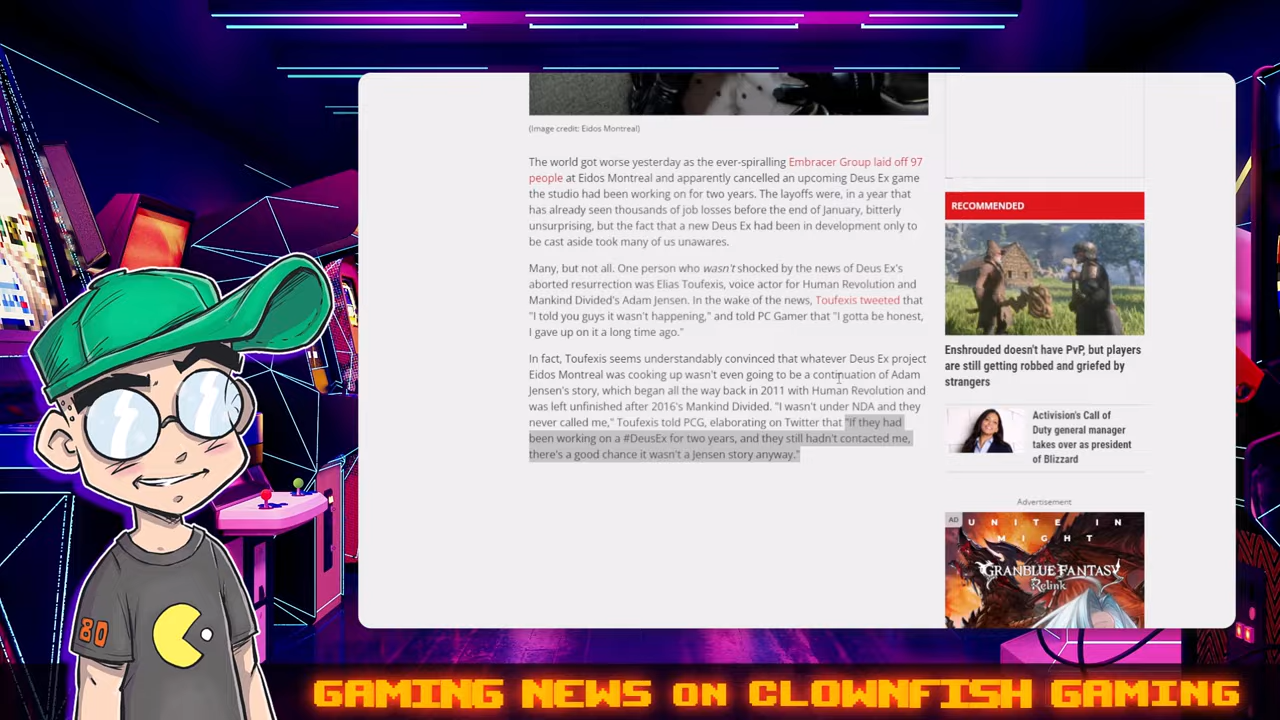 (Image credit: Eidos Montreal)
The world got worse yesterday as the ever-spiralling Embracer Group laid off 97
people at Eidos Montreal and apparently cancelled an upcoming Deus Ex game
the studio had been working on for two years. The layoffs were, in a year that
has already seen thousands of job losses before the end of January, bitterly
unsurprising, but the fact that a new Deus Ex had been in development only to
be cast aside took many of us unawares.
Many, but not all. One person who wasn't shocked by the news of Deus Ex's
aborted resurrection was Elias Toufexis, voice actor for Human Revolution and
Mankind Divided's Adam Jensen. In the wake of the news, Toufexis tweeted that
"I told you guys it wasn't happening," and told PC Gamer that "I gotta be honest,
I gave up on it a long time ago."
In fact, Toufexis seems understandably convinced that whatever Deus Ex project
Eidos Montreal was cooking up wasn't even going to be a continuation of Adam
Jensen's story, which began all the way back in 2011 with Human Revolution and
was left unfinished after 2016's Mankind Divided. "I wasn't under NDA and they
never called me," Toufexis told PCG, elaborating on Twitter that "If they had
been working on a #DeusEx for two years, and they still hadn't contacted me,
there's a good chance it wasn't a Jensen story anyway."
RECOMMENDED
Enshrouded doesn't have PvP, but players
are still getting robbed and griefed by
strangers
Activision's Call of
Duty general manager
takes over as president
of Blizzard
Advertisement
AD
UNITE IN
MIGHT
GRANBLUE FANTASY
Relink
80
GAMING NEWS ON CLOWNFISH GAMING